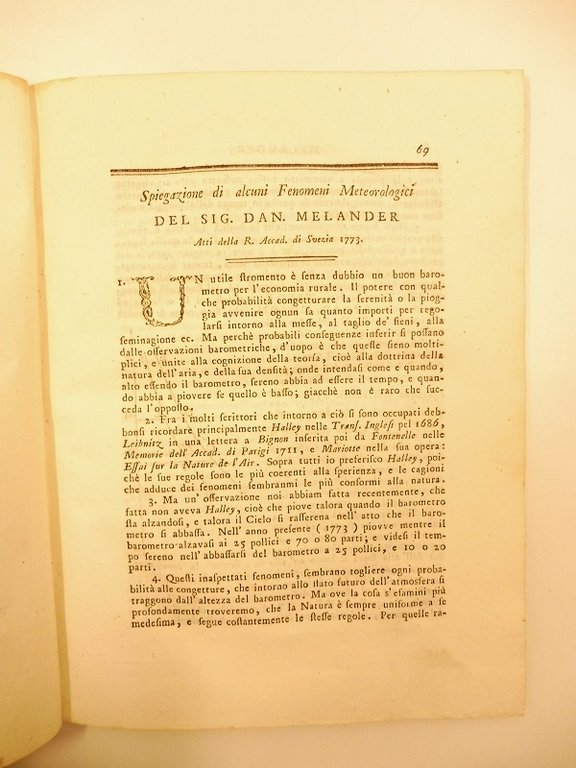 69
Spiegazione di alcuni Fenomeni Meteorologici
DEL SIG. DAN. MELANDER
Atti della R. Accad. di Svezia 1773.
1. UN utile ſtromento è ſenza dubbio un buon baro-
metro per l'economia rurale. Il potere con qual-
che probabilità congetturare la ſerenità o la piog-
gia avvenire ognun ſa quanto importi per rego-
larſi intorno alla meſſe, al taglio de' fieni, alla
ſeminagione ec. Ma perchè probabili conſeguenze inferir ſi poſſano
dalle oſſervazioni barometriche, d'uopo è che queſte ſieno molti-
plici, e unite alla cognizione della teorìa, cioè alla dottrina della
natura dell'aria, e della ſua denſità; onde intendaſi come e quando,
alto eſſendo il barometro, ſereno abbia ad eſſere il tempo, e quan-
do abbia a piovere ſe quello è baſſo; giacchè non è raro che ſuc-
ceda l'oppoſto.
2. Fra i molti ſcrittori che intorno a ciò ſi ſono occupati deb-
bonſi ricordare principalmente Halley nelle Tranſ. Ingleſi pel 1686,
Leibnitz in una lettera a Bignon inſerita poi da Fontenelle nelle
Memorie dell'Accad. di Parigi 1711, e Mariotte nella ſua opera:
Eſſai ſur la Nature de l'Air. Sopra tutti io preferiſco Halley, poi-
chè le ſue regole ſono le più coerenti alla ſperienza, e le cagioni
che adduce dei fenomeni ſembranmi le più conformi alla natura.
3. Ma un'oſſervazione noi abbiam fatta recentemente, che
fatta non aveva Halley, cioè che piove talora quando il barometro
ſta alzandoſi, e talora il Cielo ſi raſſerena nell'atto che il baro-
metro ſi abbaſſa. Nell'anno preſente (1773) piovve mentre il
barometro alzavaſi ai 25 pollici e 70 o 80 parti; e videſi il tem-
po ſereno nell'abbaſſarſi del barometro a 25 pollici, e 10 o 20
parti.
4. Queſti inaſpettati fenomeni, ſembrano togliere ogni proba-
bilità alle congetture, che intorno allo ſtato futuro dell'atmosfera ſi
traggono dall'altezza del barometro. Ma ove la coſa s'eſamini più
profondamente troveremo, che la Natura è ſempre uniforme a ſe
medeſima, e ſegue coſtantemente le ſteſſe regole. Per quelle ra-